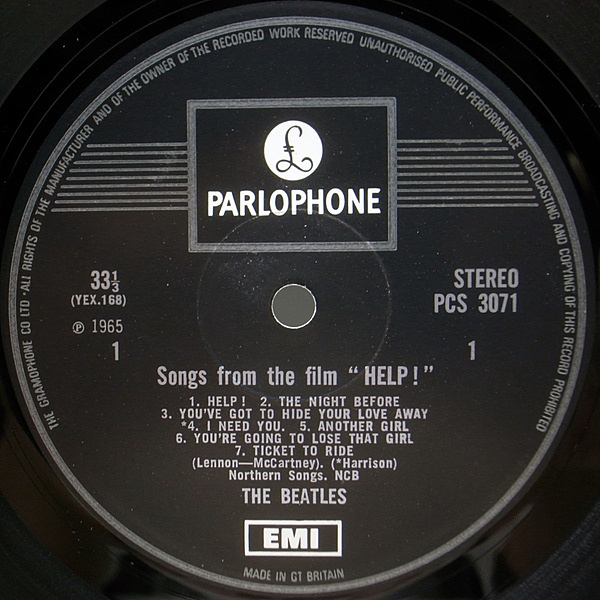 THE GRAMOPHONE CO LTD · ALL RIGHTS OF THE MANUFACTURER AND OF THE OWNER OF THE RECORDED WORK RESERVED UNAUTHORISED PUBLIC PERFORMANCE BROADCASTING AND COPYING OF THIS RECORD PROHIBITED
£
PARLOPHONE
33⅓
(YEX.168)
℗ 1965
1
STEREO
PCS 3071
1
Songs from the film “ HELP ! ”
1. HELP ! 2. THE NIGHT BEFORE
3. YOU'VE GOT TO HIDE YOUR LOVE AWAY
*4. I NEED YOU. 5. ANOTHER GIRL
6. YOU'RE GOING TO LOSE THAT GIRL
7. TICKET TO RIDE
(Lennon—McCartney). (*Harrison)
Northern Songs. NCB
THE BEATLES
EMI
MADE IN GT BRITAIN